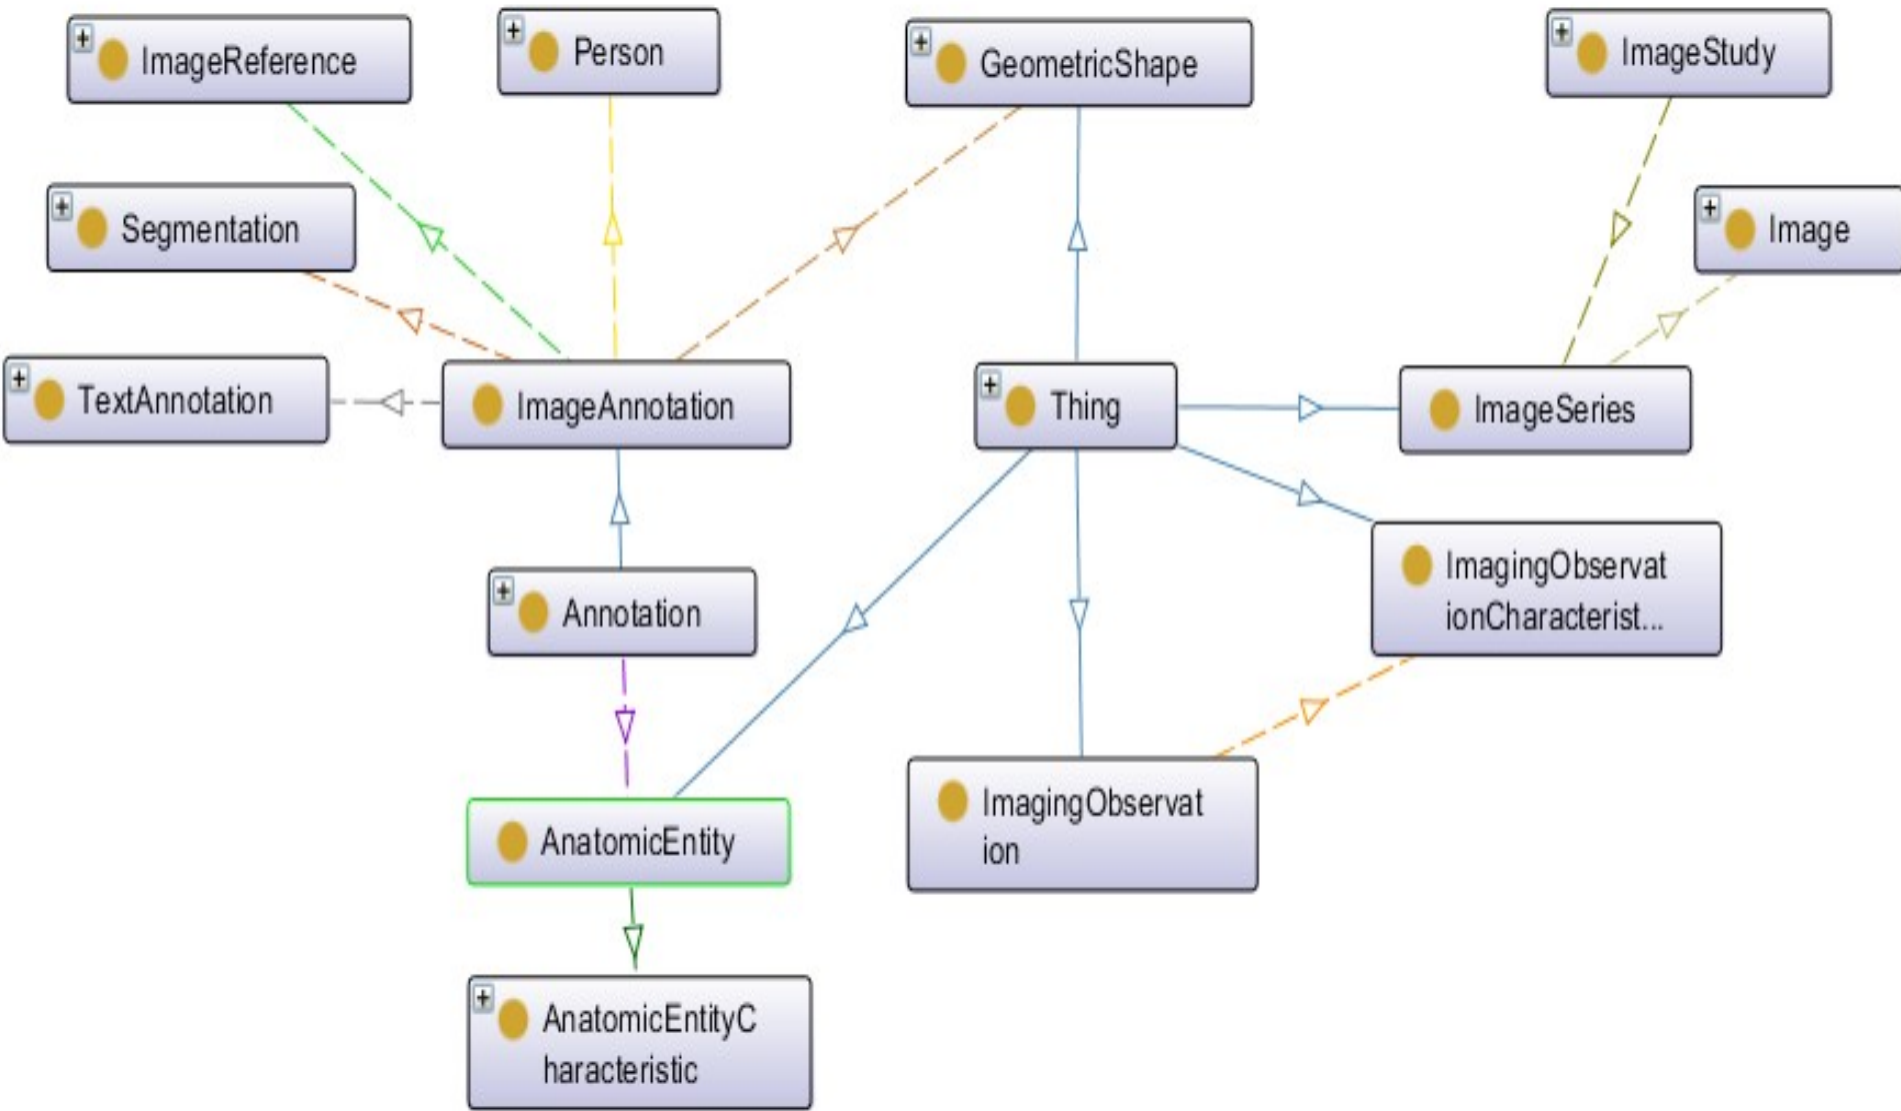 ImageReference
Person
GeometricShape
ImageStudy
Segmentation
Image
TextAnnotation
ImageAnnotation
Thing
ImageSeries
ImagingObservat
ionCharacterist...
Annotation
ImagingObservat
ion
AnatomicEntity
AnatomicEntityC
haracteristic